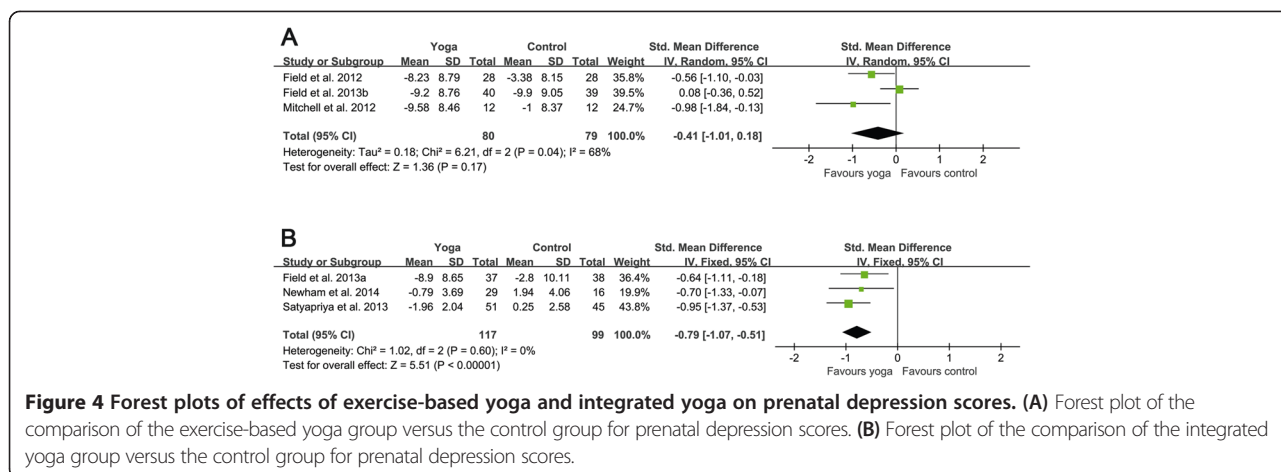 A
Yoga Control Std. Mean Difference Std. Mean Difference
Study or Subgroup Mean SD Total Mean SD Total Weight IV, Random, 95% CI IV, Random, 95% CI
Field et al. 2012 -8.23 8.79 28 -3.38 8.15 28 35.8% -0.56 [-1.10, -0.03]
Field et al. 2013b -9.2 8.76 40 -9.9 9.05 39 39.5% 0.08 [-0.36, 0.52]
Mitchell et al. 2012 -9.58 8.46 12 -1 8.37 12 24.7% -0.98 [-1.84, -0.13]
Total (95% CI) 80 79 100.0% -0.41 [-1.01, 0.18]
Heterogeneity: Tau² = 0.18; Chi² = 6.21, df = 2 (P = 0.04); I² = 68%
Test for overall effect: Z = 1.36 (P = 0.17)
-2 -1 0 1 2
Favours yoga Favours control
B
Yoga Control Std. Mean Difference Std. Mean Difference
Study or Subgroup Mean SD Total Mean SD Total Weight IV, Fixed, 95% CI IV, Fixed, 95% CI
Field et al. 2013a -8.9 8.65 37 -2.8 10.11 38 36.4% -0.64 [-1.11, -0.18]
Newham et al. 2014 -0.79 3.69 29 1.94 4.06 16 19.9% -0.70 [-1.33, -0.07]
Satyapriya et al. 2013 -1.96 2.04 51 0.25 2.58 45 43.8% -0.95 [-1.37, -0.53]
Total (95% CI) 117 99 100.0% -0.79 [-1.07, -0.51]
Heterogeneity: Chi² = 1.02, df = 2 (P = 0.60); I² = 0%
Test for overall effect: Z = 5.51 (P < 0.00001)
-2 -1 0 1 2
Favours yoga Favours control
Figure 4 Forest plots of effects of exercise-based yoga and integrated yoga on prenatal depression scores. (A) Forest plot of the
comparison of the exercise-based yoga group versus the control group for prenatal depression scores. (B) Forest plot of the comparison of the integrated
yoga group versus the control group for prenatal depression scores.